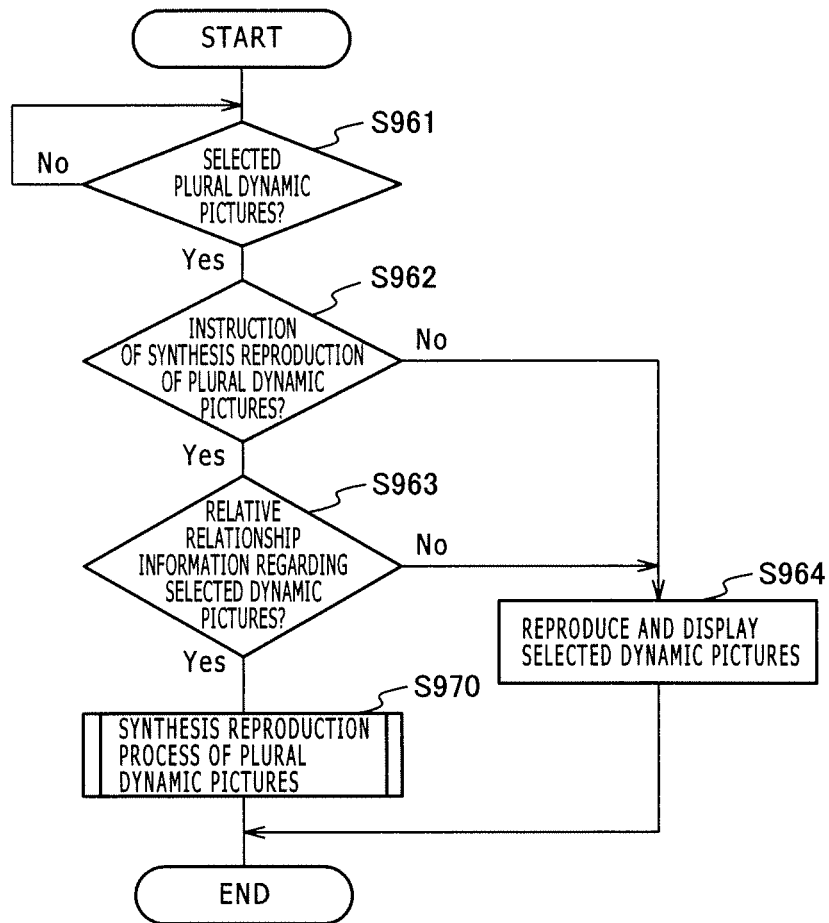 START
S961
No
SELECTED
PLURAL DYNAMIC
PICTURES?
Yes
S962
INSTRUCTION
OF SYNTHESIS REPRODUCTION
OF PLURAL DYNAMIC
PICTURES?
No
Yes
S963
RELATIVE
RELATIONSHIP
INFORMATION REGARDING
SELECTED DYNAMIC
PICTURES?
No
S964
REPRODUCE AND DISPLAY
SELECTED DYNAMIC PICTURES
Yes
S970
SYNTHESIS REPRODUCTION
PROCESS OF PLURAL
DYNAMIC PICTURES
END